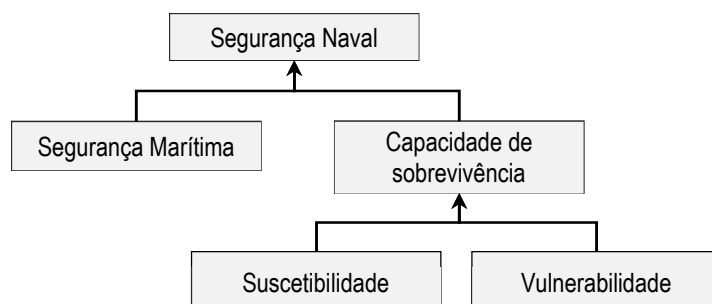 Segurança Naval
Segurança Marítima
Capacidade de
sobrevivência
Suscetibilidade
Vulnerabilidade